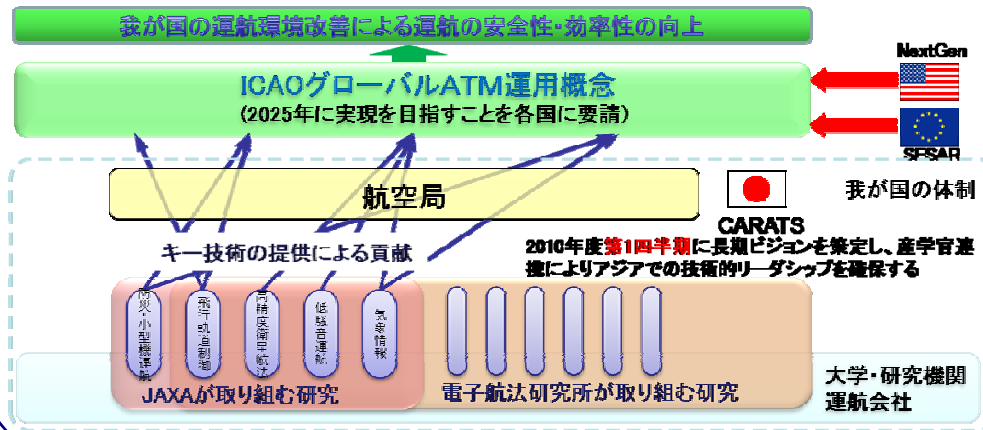 我が国の運航環境改善による運航の安全性・効率性の向上
ICAOグローバルATM運用概念
(2025年に実現を目指すことを各国に要請)
NextGen
SESAR
航空局
CARATS
我が国の体制
キー技術の提供による貢献
2010年度第1四半期に長期ビジョンを策定し、産学官連
携によりアジアでの技術的リーダシップを確保する
防災・小型機運航
飛行軌道制御
高精度衛星航法
低騒音運航
気象情報
JAXAが取り組む研究
電子航法研究所が取り組む研究
大学・研究機関
運航会社